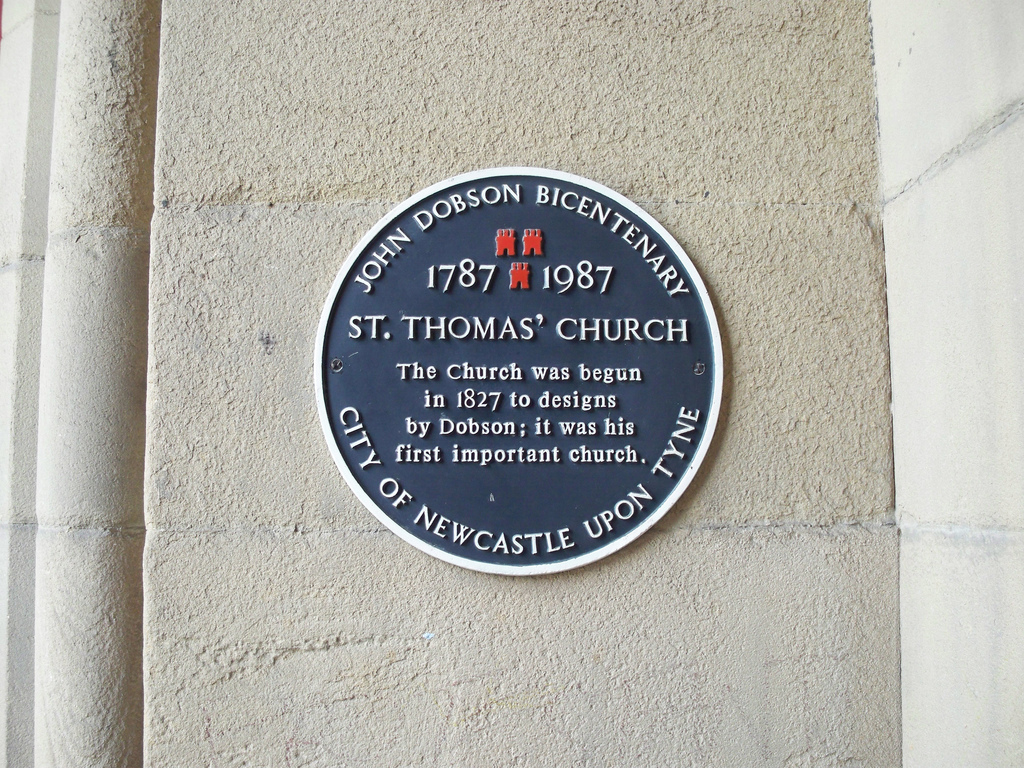 JOHN DOBSON BICENTENARY
1787 1987
ST. THOMAS' CHURCH
The Church was begun
in 1827 to designs
by Dobson; it was his
first important church.
CITY OF NEWCASTLE UPON TYNE